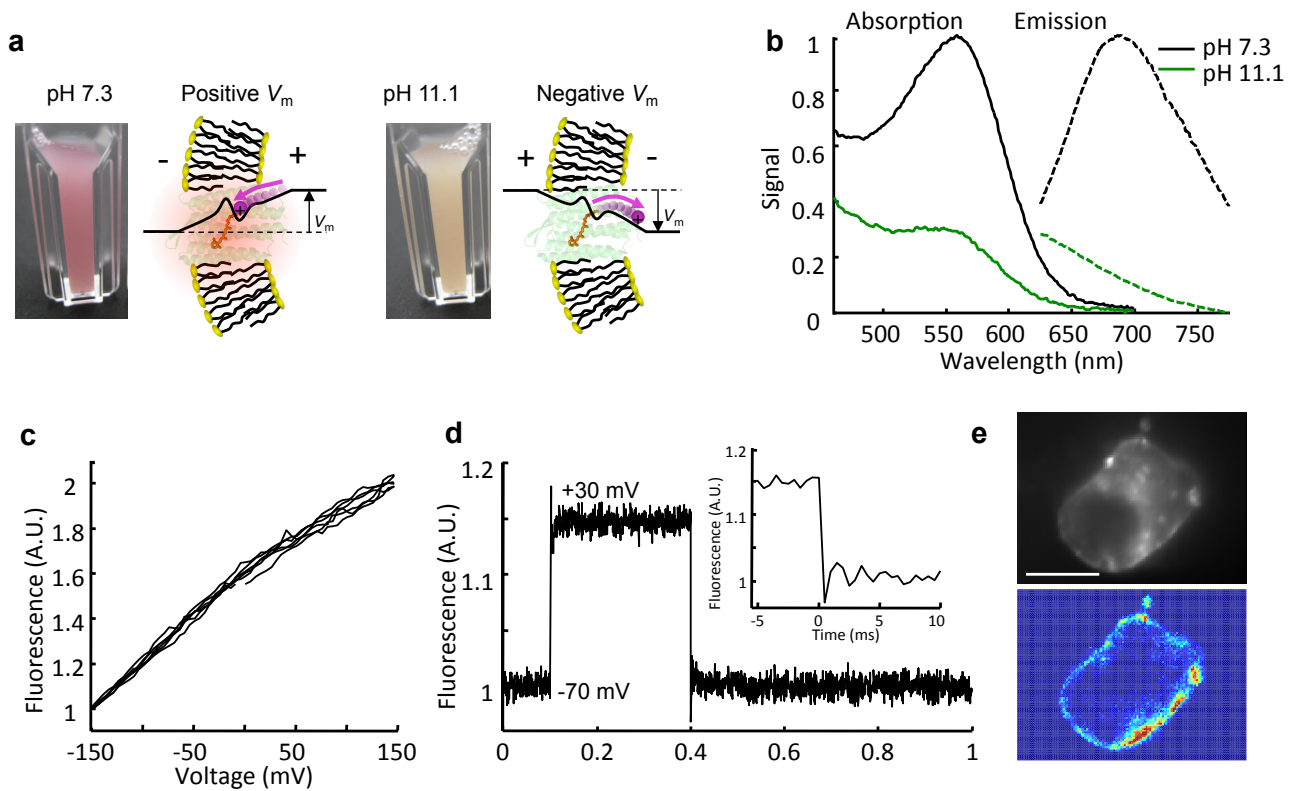 a
pH 7.3
Positive Vm
pH 11.1
Negative Vm
- +
+ -
+
+
Vm
Vm
b
Absorption Emission
pH 7.3
pH 11.1
Signal
1
0.8
0.6
0.4
0.2
0
500 550 600 650 700 750
Wavelength (nm)
c
Fluorescence (A.U.)
2
1.8
1.6
1.4
1.2
1
-150 -50 50 150
Voltage (mV)
d
Fluorescence (A.U.)
1.2
1.11
1
+30 mV
-70 mV
0 0.2 0.4 0.6 0.8 1
Fluorescence (A.U.)
1.2
1.1
1
-5 0 5 10
Time (ms)
e